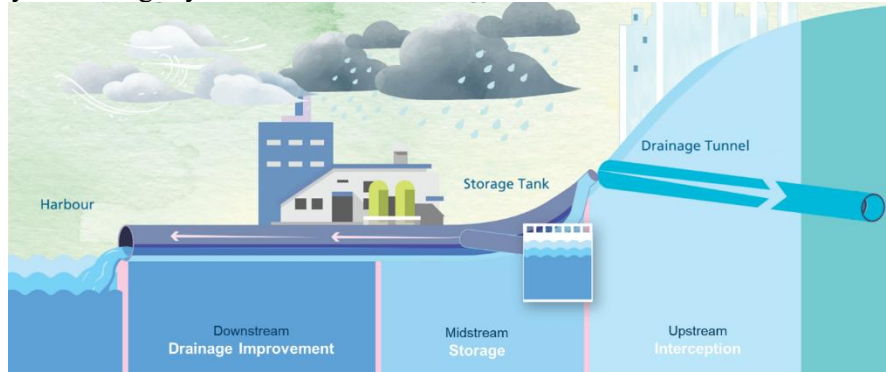 Drainage Tunnel
Storage Tank
Harbour
Downstream
Drainage Improvement
Midstream
Storage
Upstream
Interception